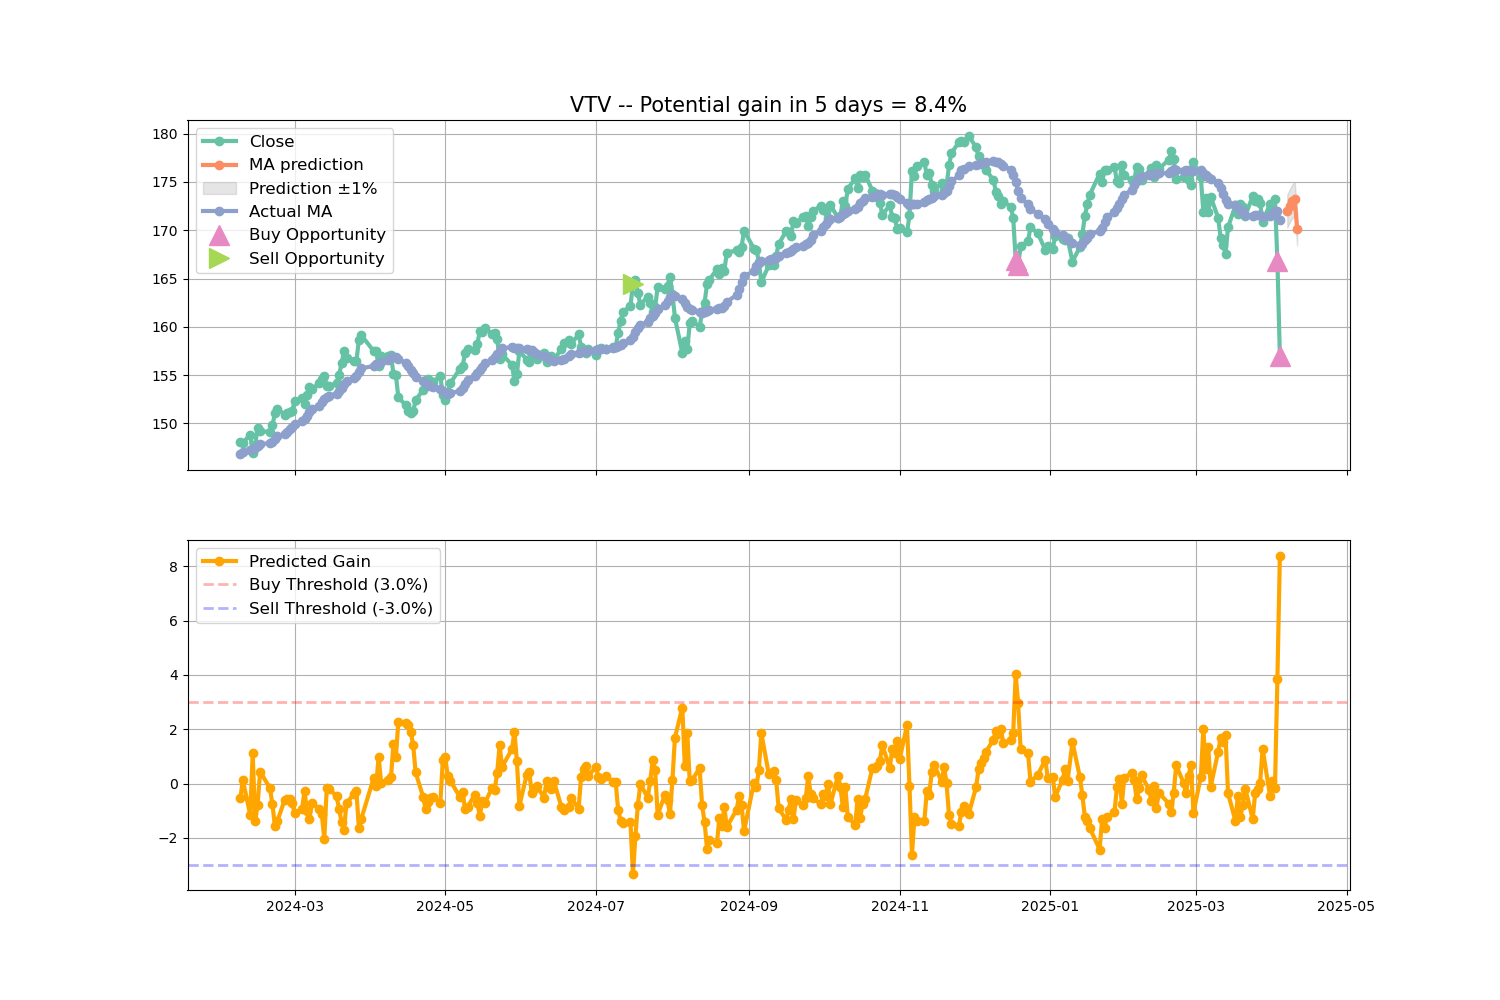 VTV -- Potential gain in 5 days = 8.4%
180
175
170
165
160
155
150
Close
MA prediction
Prediction ±1%
Actual MA
Buy Opportunity
Sell Opportunity
8
6
4
2
0
−2
Predicted Gain
Buy Threshold (3.0%)
Sell Threshold (-3.0%)
2024-03
2024-05
2024-07
2024-09
2024-11
2025-01
2025-03
2025-05